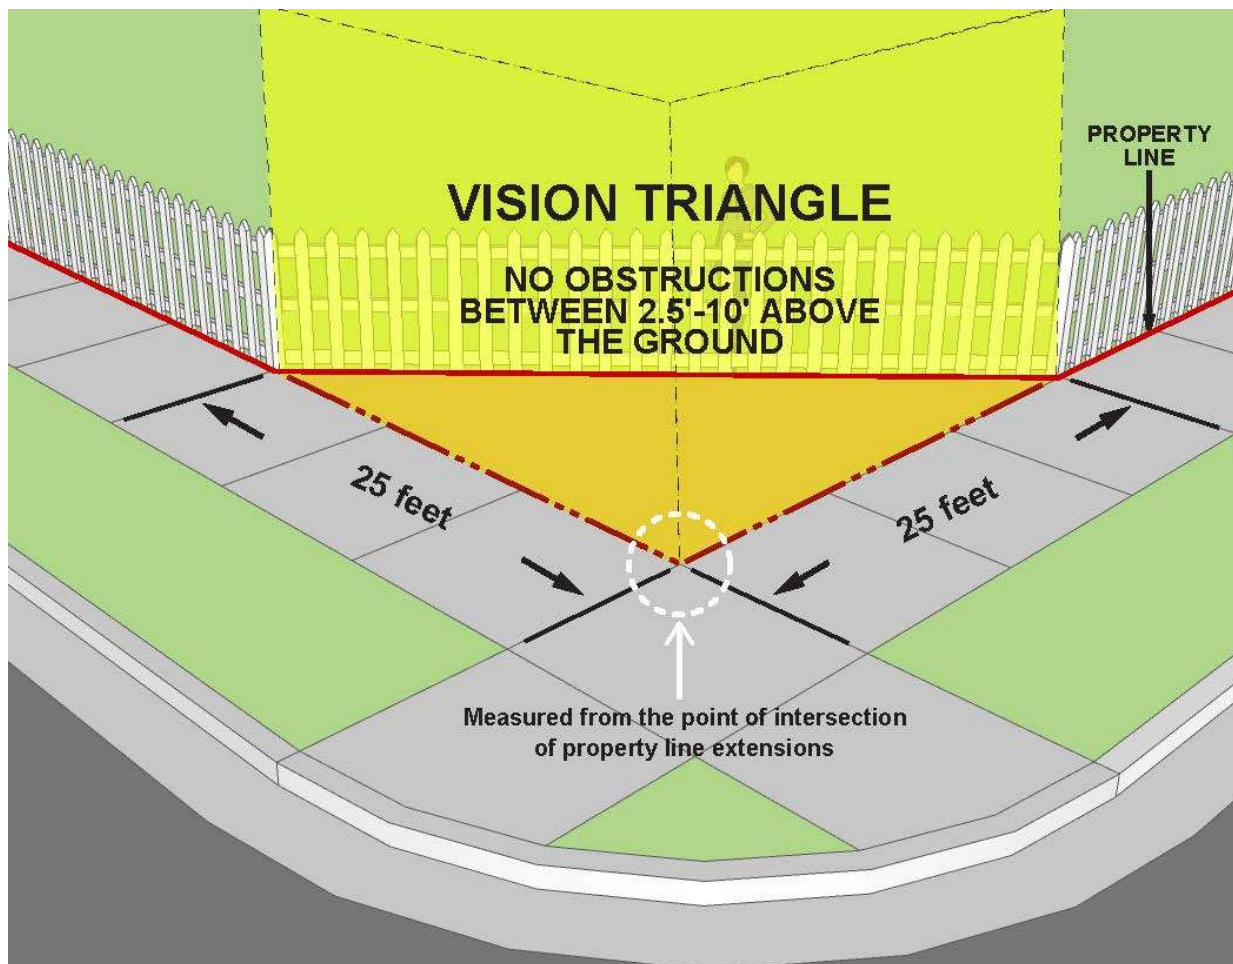 PROPERTY
LINE
VISION TRIANGLE
NO OBSTRUCTIONS
BETWEEN 2.5'-10' ABOVE
THE GROUND
25 feet
25 feet
Measured from the point of intersection
of property line extensions